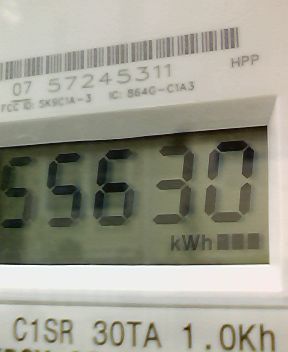 07 57245311
HPP
FCC ID: SK9C1A-3 IC: 864G-C1A3
55630
kWh
C1SR 30TA 1.0Kh